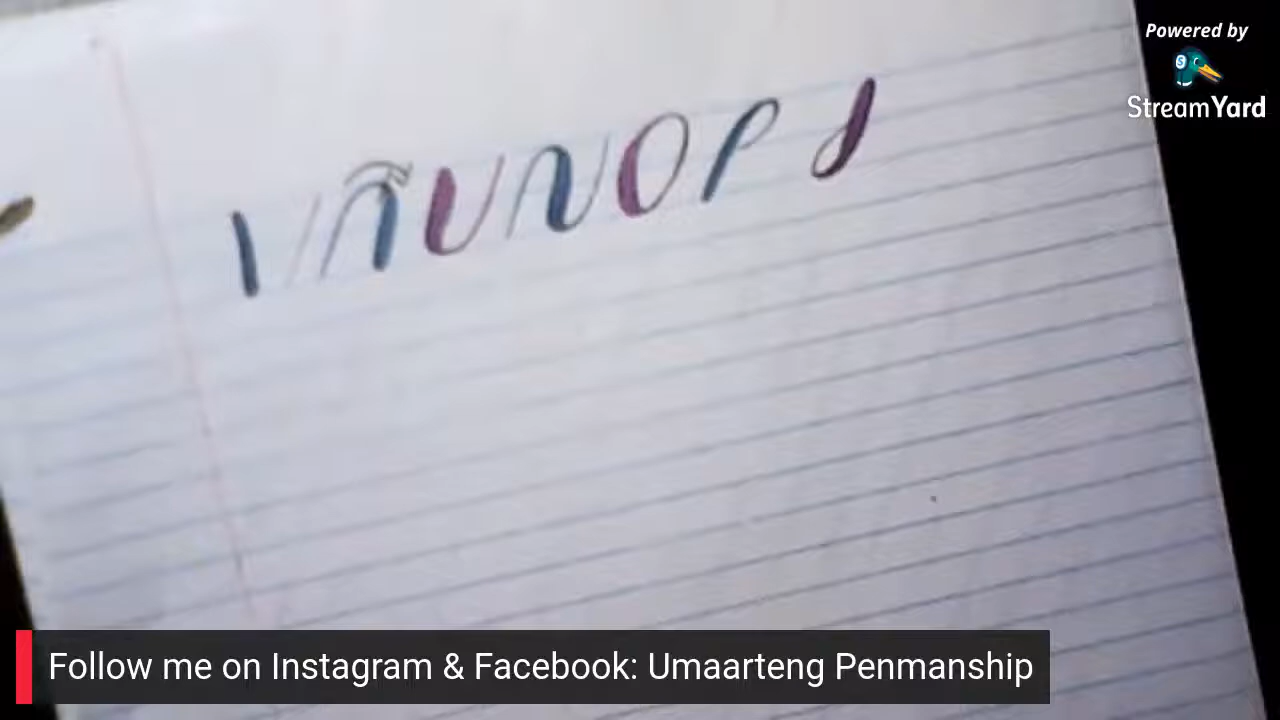 Powered by
StreamYard
Follow me on Instagram & Facebook: Umaarteng Penmanship